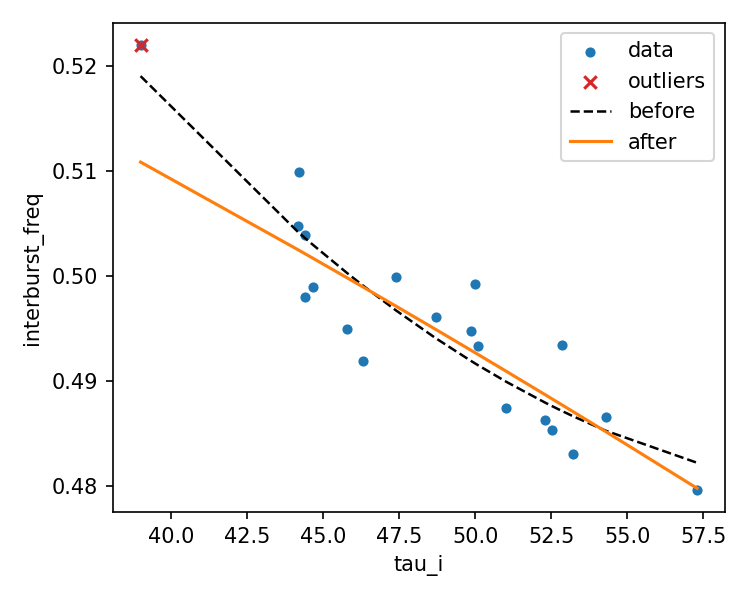 data
outliers
before
after
0.52
0.51
0.50
0.49
0.48
interburst_freq
40.0 42.5 45.0 47.5 50.0 52.5 55.0 57.5
tau_i